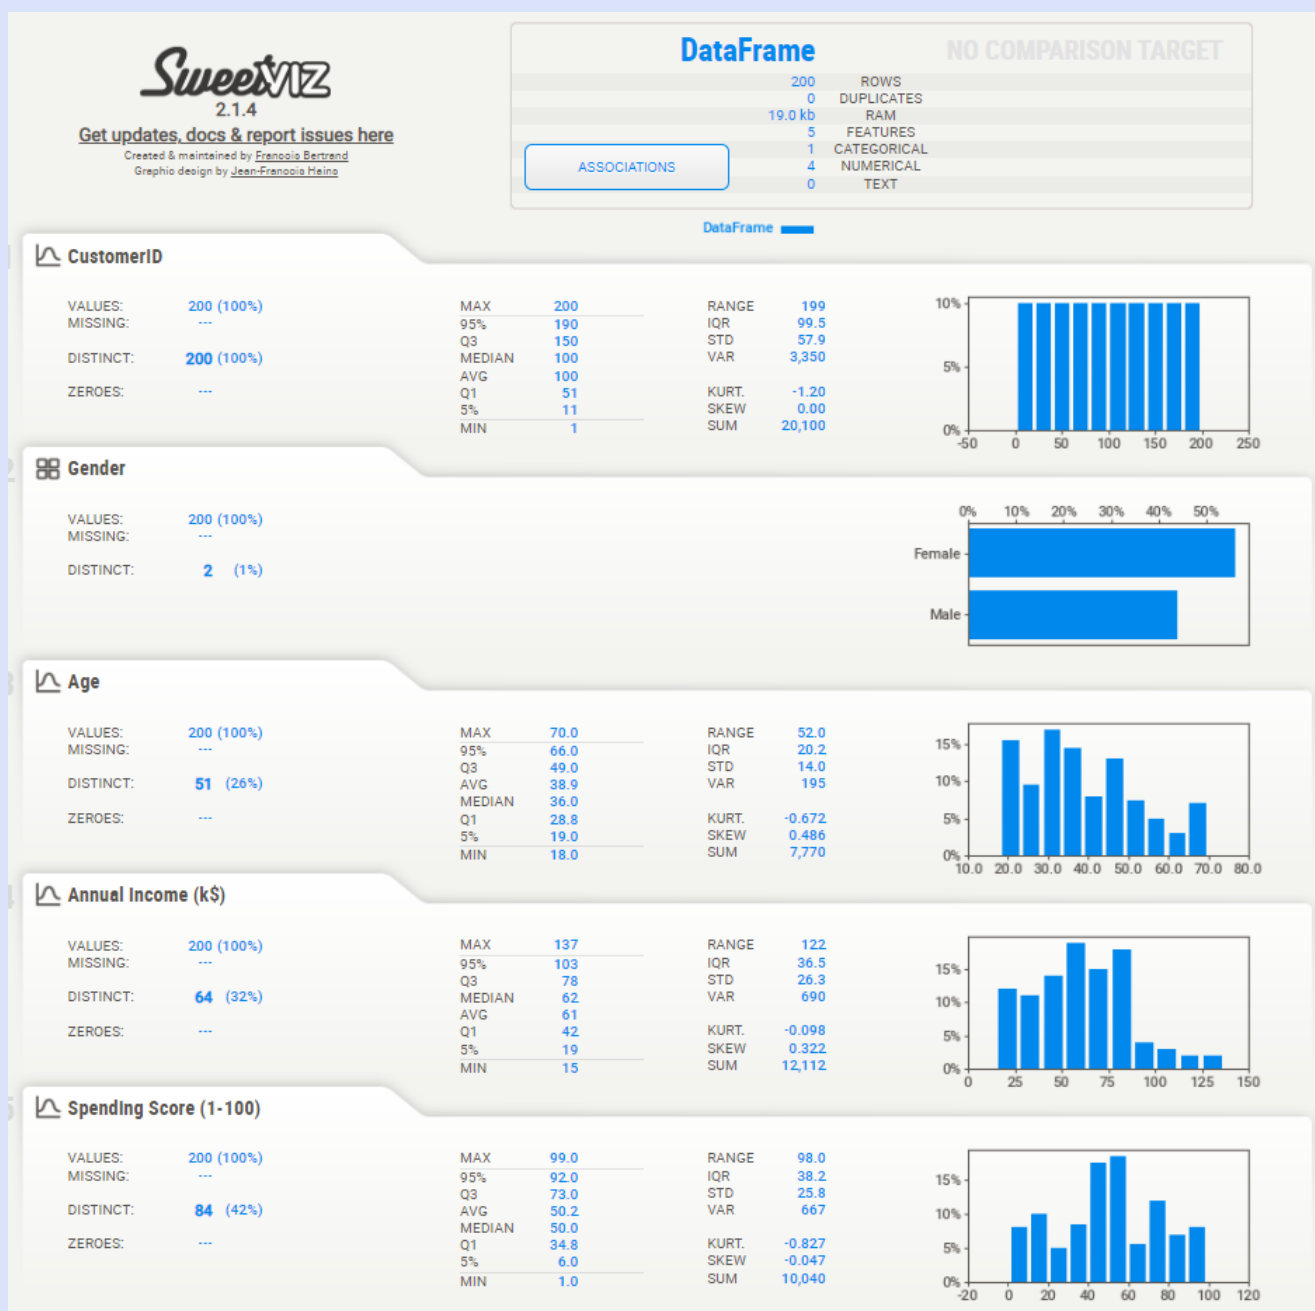 SweetVIZ
2.1.4
Get updates, docs & report issues here
Created & maintained by Francois Bertrand
Graphic design by Jean-Francois Hains
DataFrame NO COMPARISON TARGET
200 ROWS
0 DUPLICATES
19.0 kb RAM
5 FEATURES
1 CATEGORICAL
ASSOCIATIONS 4 NUMERICAL
0 TEXT
DataFrame
CustomerID
VALUES: 200 (100%)
MISSING: ---
DISTINCT: 200 (100%)
ZEROES: ---
MAX 200
95% 190
Q3 150
MEDIAN 100
AVG 100
Q1 51
5% 11
MIN 1
RANGE 199
IQR 99.5
STD 57.9
VAR 3,350
KURT. -1.20
SKEW 0.00
SUM 20,100
10%
5%
0%
-50 0 50 100 150 200 250
2
Gender
VALUES: 200 (100%)
MISSING: ---
DISTINCT: 2 (1%)
0% 10% 20% 30% 40% 50%
Female
Male
3
Age
VALUES: 200 (100%)
MISSING: ---
DISTINCT: 51 (26%)
ZEROES: ---
MAX 70.0
95% 66.0
Q3 49.0
AVG 38.9
MEDIAN 36.0
Q1 28.8
5% 19.0
MIN 18.0
RANGE 52.0
IQR 20.2
STD 14.0
VAR 195
KURT. -0.672
SKEW 0.486
SUM 7,770
15%
10%
5%
0%
10.0 20.0 30.0 40.0 50.0 60.0 70.0 80.0
Annual Income (k$)
VALUES: 200 (100%)
MISSING: ---
DISTINCT: 64 (32%)
ZEROES: ---
MAX 137
95% 103
Q3 78
MEDIAN 62
AVG 61
Q1 42
5% 19
MIN 15
RANGE 122
IQR 36.5
STD 26.3
VAR 690
KURT. -0.098
SKEW 0.322
SUM 12,112
15%
10%
5%
0%
0 25 50 75 100 125 150
5
Spending Score (1-100)
VALUES: 200 (100%)
MISSING: ---
DISTINCT: 84 (42%)
ZEROES: ---
MAX 99.0
95% 92.0
Q3 73.0
AVG 50.2
MEDIAN 50.0
Q1 34.8
5% 6.0
MIN 1.0
RANGE 98.0
IQR 38.2
STD 25.8
VAR 667
KURT. -0.827
SKEW -0.047
SUM 10,040
15%
10%
5%
0%
-20 0 20 40 60 80 100 120